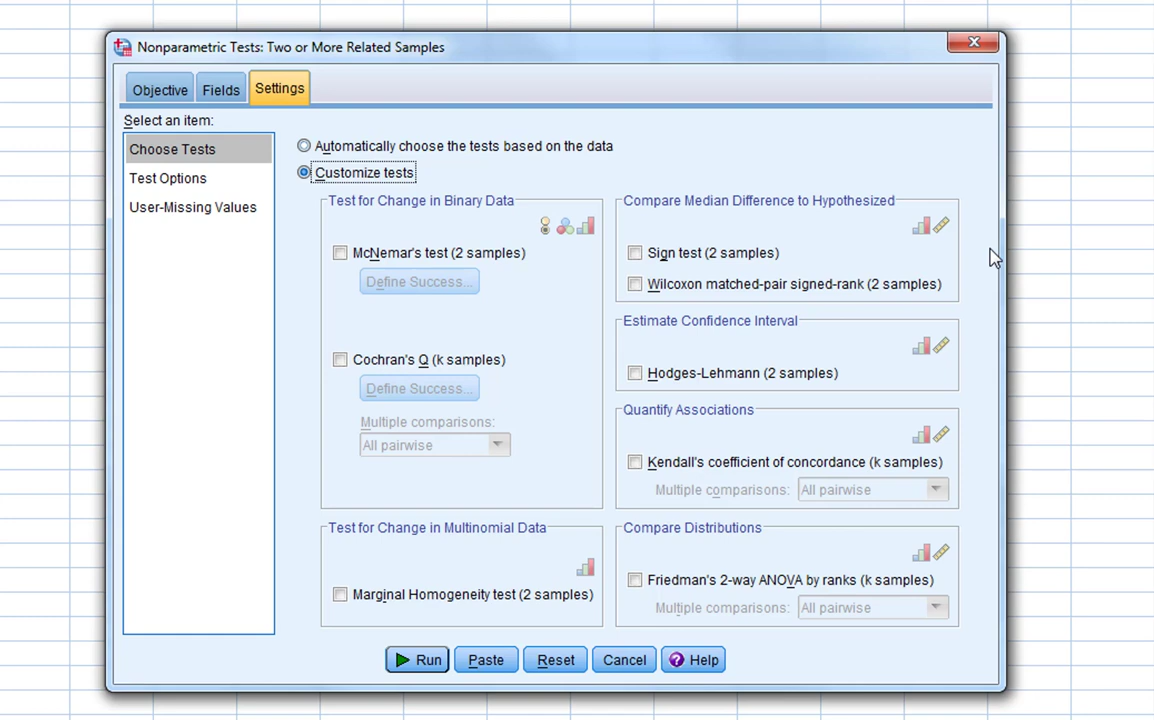 Nonparametric Tests: Two or More Related Samples
Objective
Fields
Settings
Select an item:
Choose Tests
Test Options
User-Missing Values
Automatically choose the tests based on the data
Customize tests
Test for Change in Binary Data
McNemar's test (2 samples)
Define Success...
Cochran's Q (k samples)
Define Success...
Multiple comparisons:
All pairwise
Test for Change in Multinomial Data
Marginal Homogeneity test (2 samples)
Compare Median Difference to Hypothesized
Sign test (2 samples)
Wilcoxon matched-pair signed-rank (2 samples)
Estimate Confidence Interval
Hodges-Lehmann (2 samples)
Quantify Associations
Kendall's coefficient of concordance (k samples)
Multiple comparisons: All pairwise
Compare Distributions
Friedman's 2-way ANOVA by ranks (k samples)
Multiple comparisons: All pairwise
Run
Paste
Reset
Cancel
Help